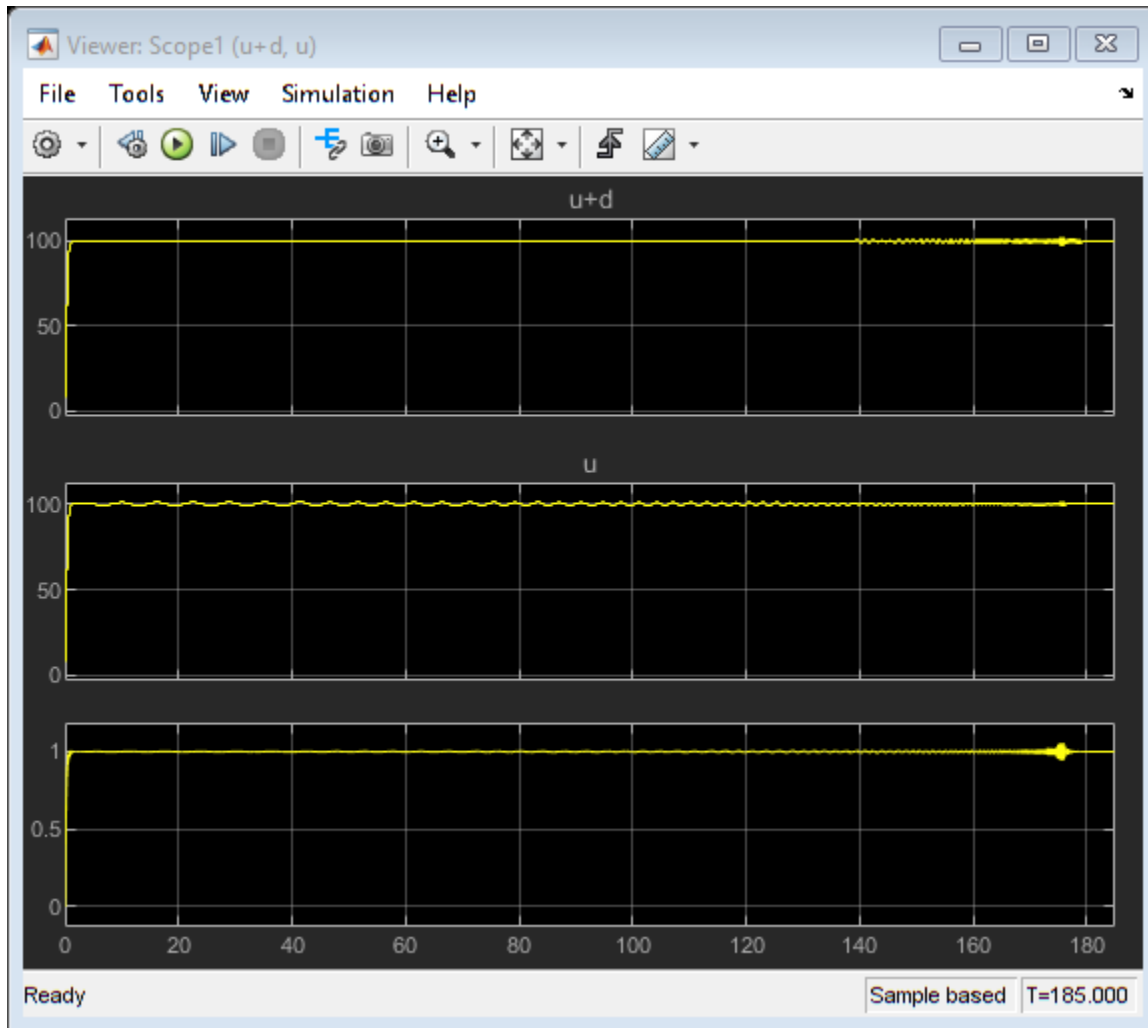 Viewer: Scope1 (u+d, u)
File Tools View Simulation Help
u+d
100
50
0
u
100
50
0
1
0.5
0
0 20 40 60 80 100 120 140 160 180
Ready Sample based T=185.000